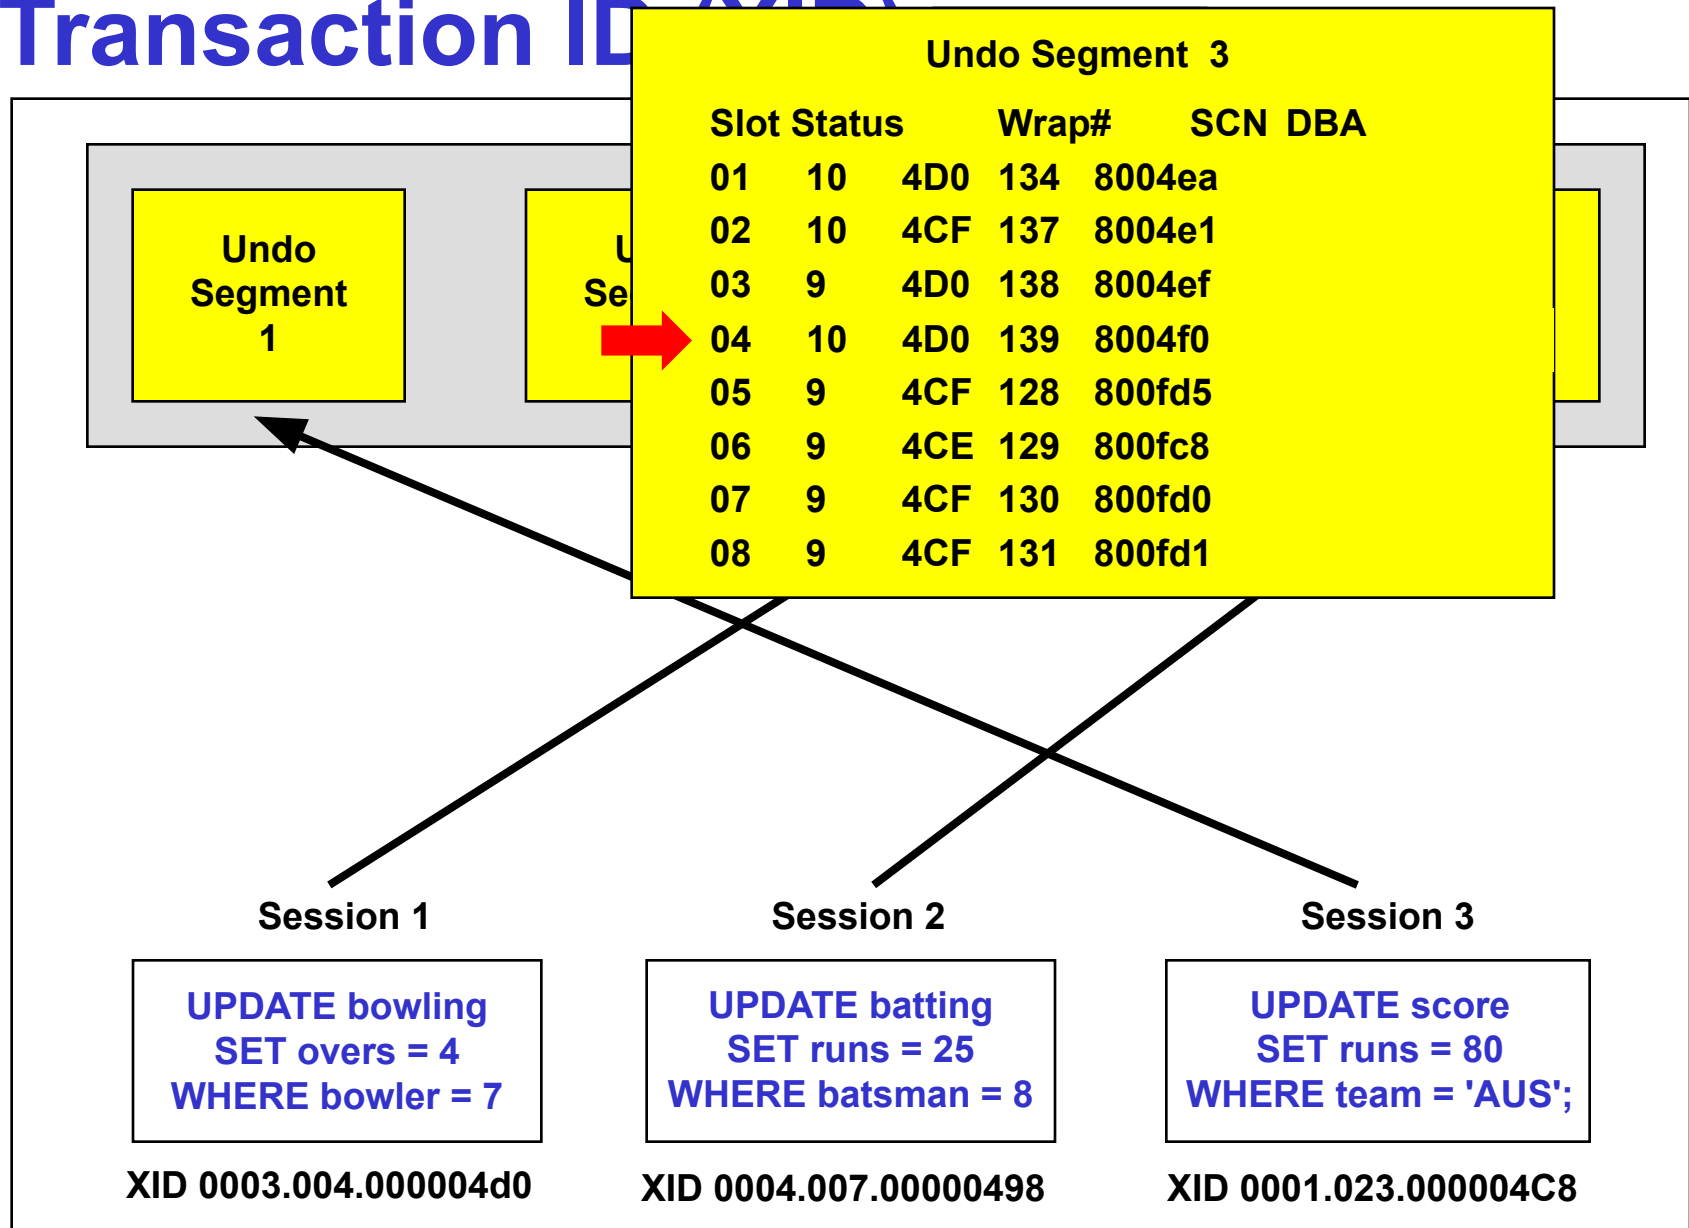 Transaction ID (XID)
Undo Segment 3
Slot Status Wrap# SCN DBA
01 10 4D0 134 8004ea
02 10 4CF 137 8004e1
03 9 4D0 138 8004ef
04 10 4D0 139 8004f0
05 9 4CF 128 800fd5
06 9 4CE 129 800fc8
07 9 4CF 130 800fd0
08 9 4CF 131 800fd1
Undo
Segment
1
Session 1
Session 2
Session 3
UPDATE bowling
SET overs = 4
WHERE bowler = 7
UPDATE batting
SET runs = 25
WHERE batsman = 8
UPDATE score
SET runs = 80
WHERE team = 'AUS';
XID 0003.004.000004d0
XID 0004.007.00000498
XID 0001.023.000004C8